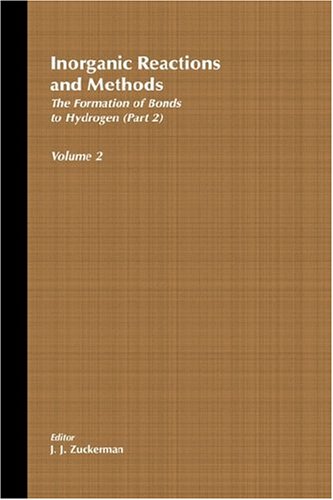 Inorganic Reactions
and Methods
The Formation of Bonds
to Hydrogen (Part 2)
Volume 2
Editor
J. J. Zuckerman